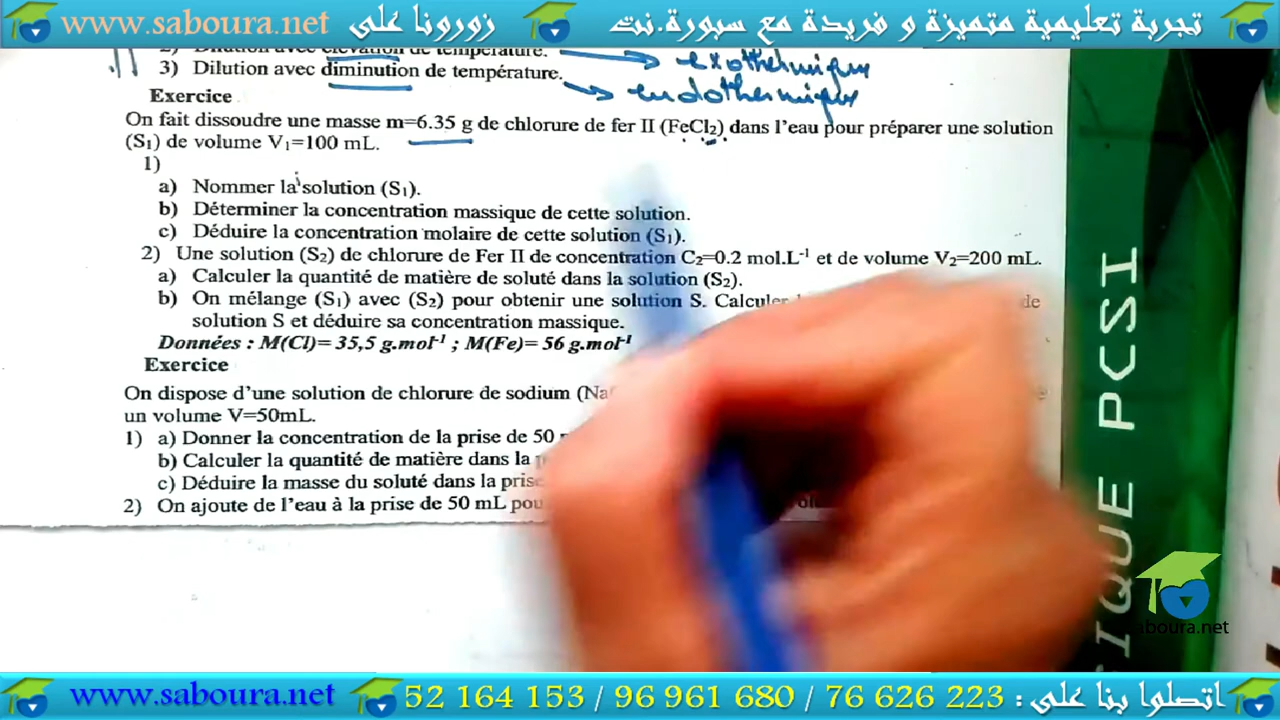 www.saboura.net زورونا على تجربة تعليمية متميزة و فريدة مع سبورة.نت
2) Dilution avec élévation de température. exothermique
3) Dilution avec diminution de température. endothermique
Exercice
On fait dissoudre une masse m=6.35 g de chlorure de fer II (FeCl₂) dans l'eau pour préparer une solution
(S₁) de volume V₁=100 mL.
1)
a) Nommer la solution (S₁).
b) Déterminer la concentration massique de cette solution.
c) Déduire la concentration molaire de cette solution (S₁).
2) Une solution (S₂) de chlorure de Fer II de concentration C₂=0.2 mol.L⁻¹ et de volume V₂=200 mL.
a) Calculer la quantité de matière de soluté dans la solution (S₂).
b) On mélange (S₁) avec (S₂) pour obtenir une solution S. Calculer de
solution S et déduire sa concentration massique.
Données : M(Cl)= 35,5 g.mol⁻¹ ; M(Fe)= 56 g.mol⁻¹
Exercice
On dispose d'une solution de chlorure de sodium
un volume V=50mL.
1) a) Donner la concentration de la prise de 50
b) Calculer la quantité de matière dans la
c) Déduire la masse du soluté dans la prise
2) On ajoute de l'eau à la prise de 50 mL
IQUE PCSI
saboura.net
www.saboura.net 52 164 153 / 96 961 680 / 76 626 223 : اتصلوا بنا على